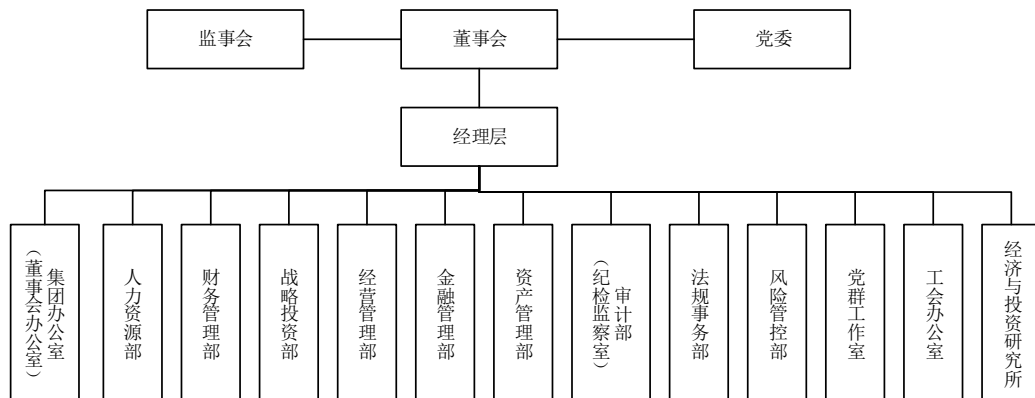 监事会
董事会
党委
经理层
集团办公室
（董事会办公室）
人力资源部
财务管理部
战略投资部
经营管理部
金融管理部
资产管理部
审计部
（纪检监察室）
法规事务部
风险管控部
党群工作室
工会办公室
经济与投资研究所